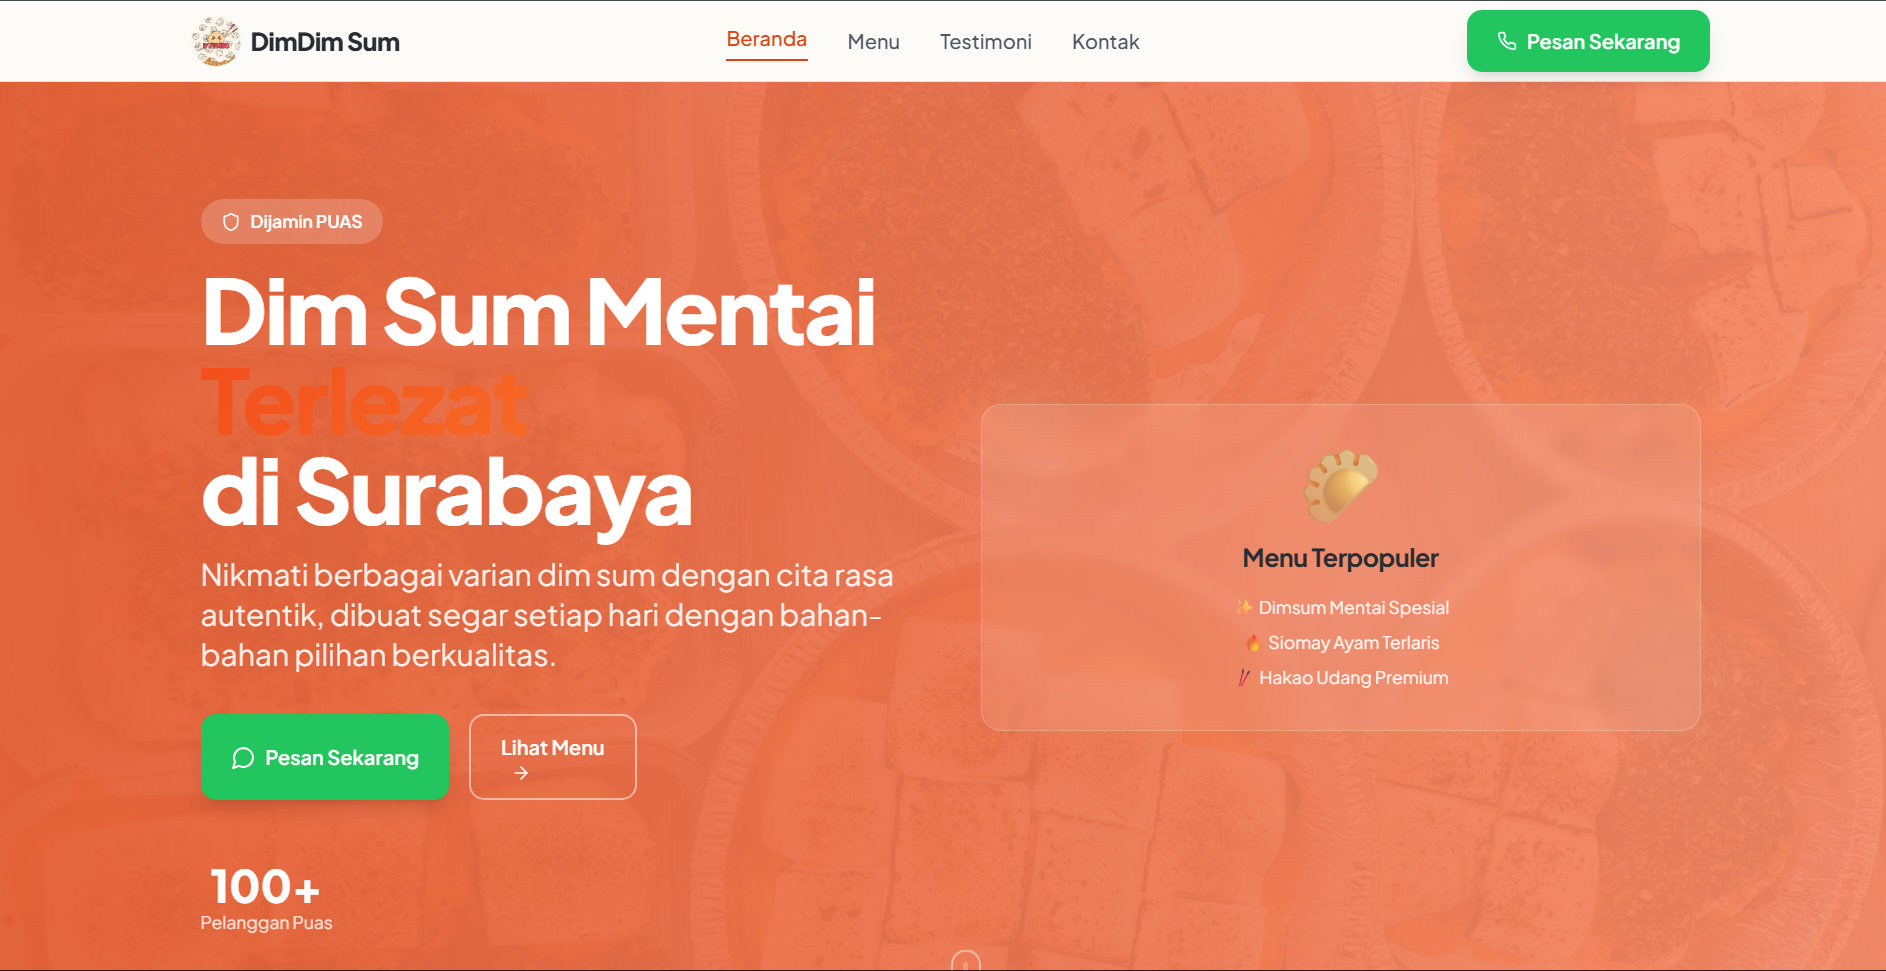 DimDim Sum
Beranda
Menu
Testimoni
Kontak
Pesan Sekarang
Dijamin PUAS
Dim Sum Mentai
Terlezat
di Surabaya
Nikmati berbagai varian dim sum dengan cita rasa
autentik, dibuat segar setiap hari dengan bahan-
bahan pilihan berkualitas.
Pesan Sekarang
Lihat Menu
→
100+
Pelanggan Puas
Menu Terpopuler
✨ Dimsum Mentai Spesial
🔥 Siomay Ayam Terlaris
🥢 Hakao Udang Premium